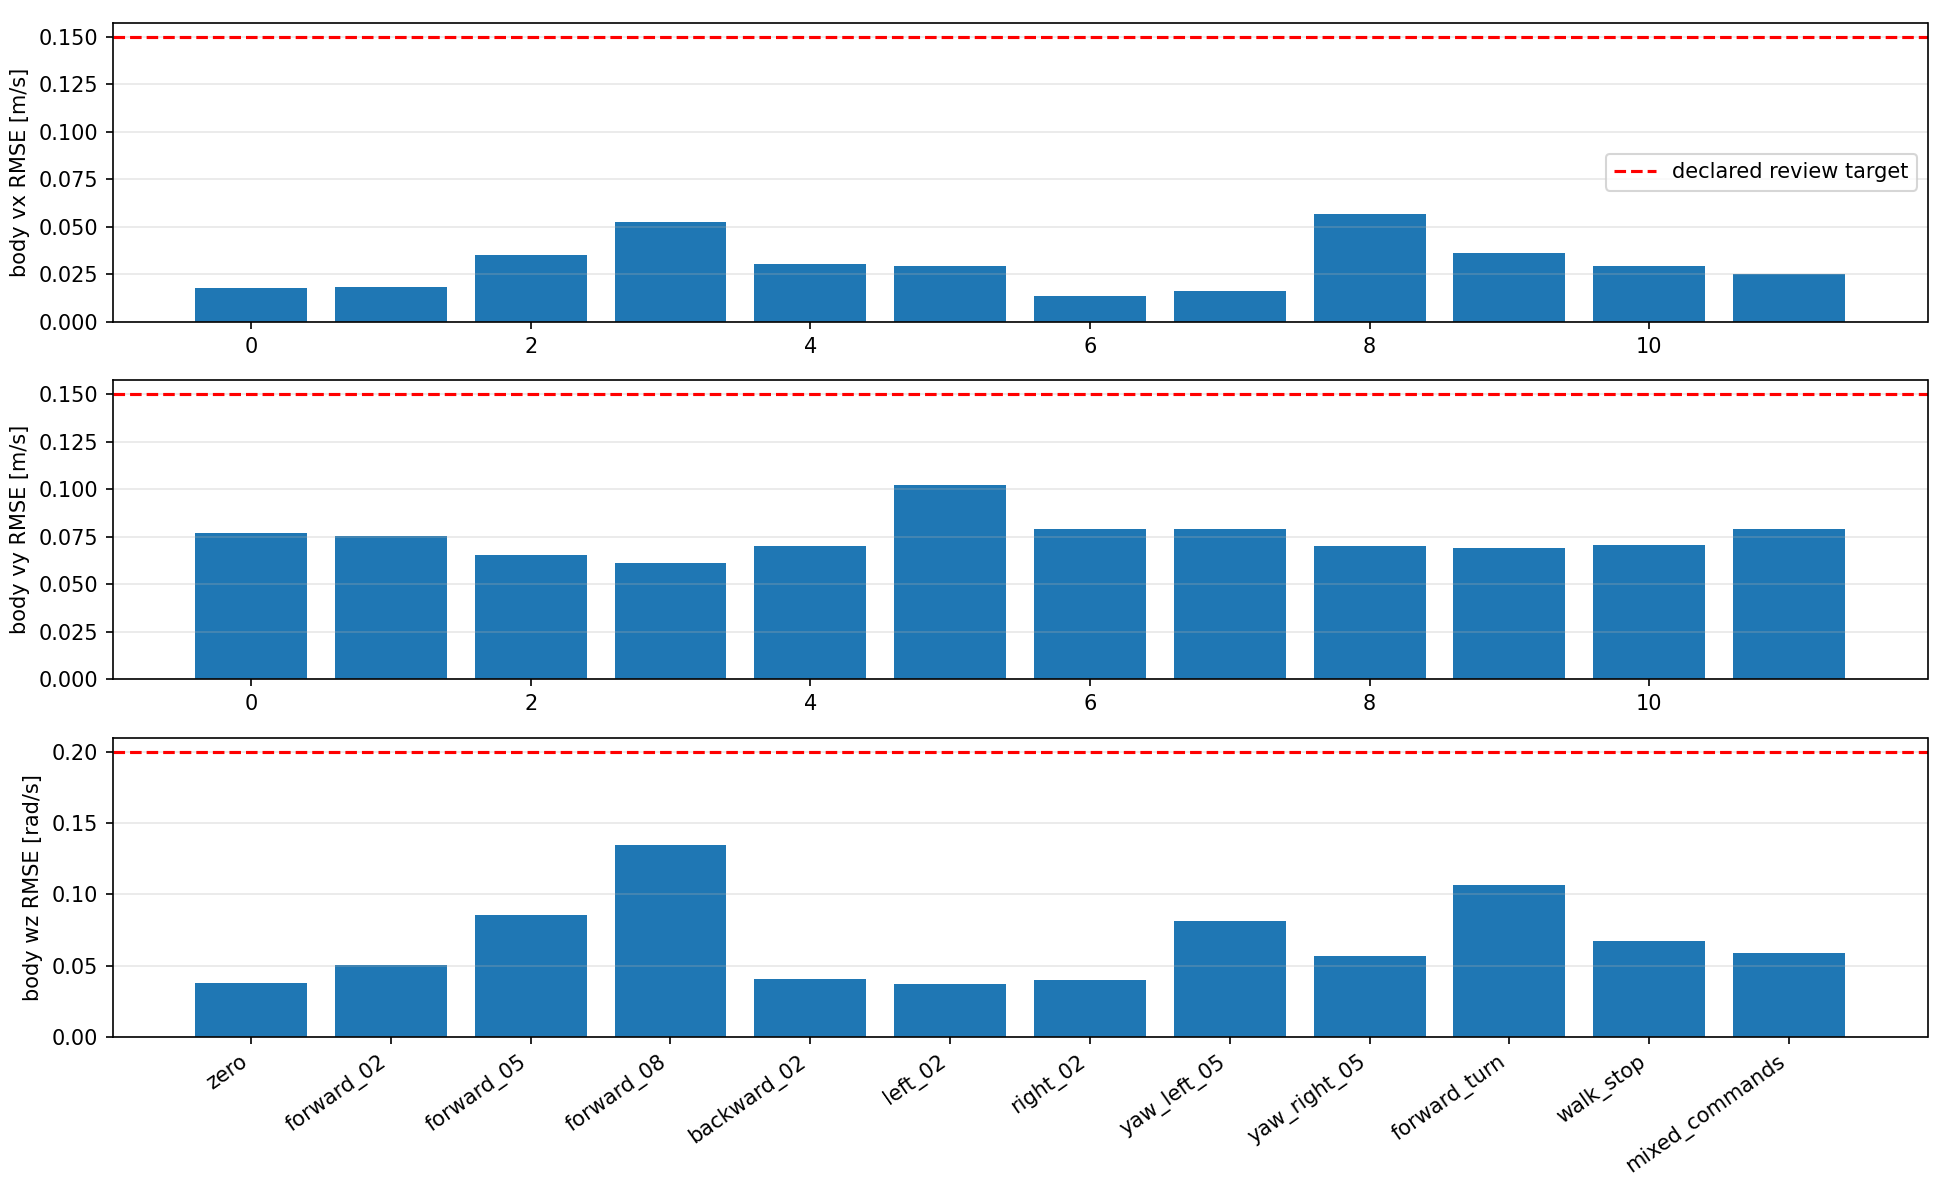 body vx RMSE [m/s]
0.150
0.125
0.100
0.075
0.050
0.025
0.000
declared review target
0 2 4 6 8 10
body vy RMSE [m/s]
0.150
0.125
0.100
0.075
0.050
0.025
0.000
0 2 4 6 8 10
body wz RMSE [rad/s]
0.20
0.15
0.10
0.05
0.00
zero
forward_02
forward_05
forward_08
backward_02
left_02
right_02
yaw_left_05
yaw_right_05
forward_turn
walk_stop
mixed_commands